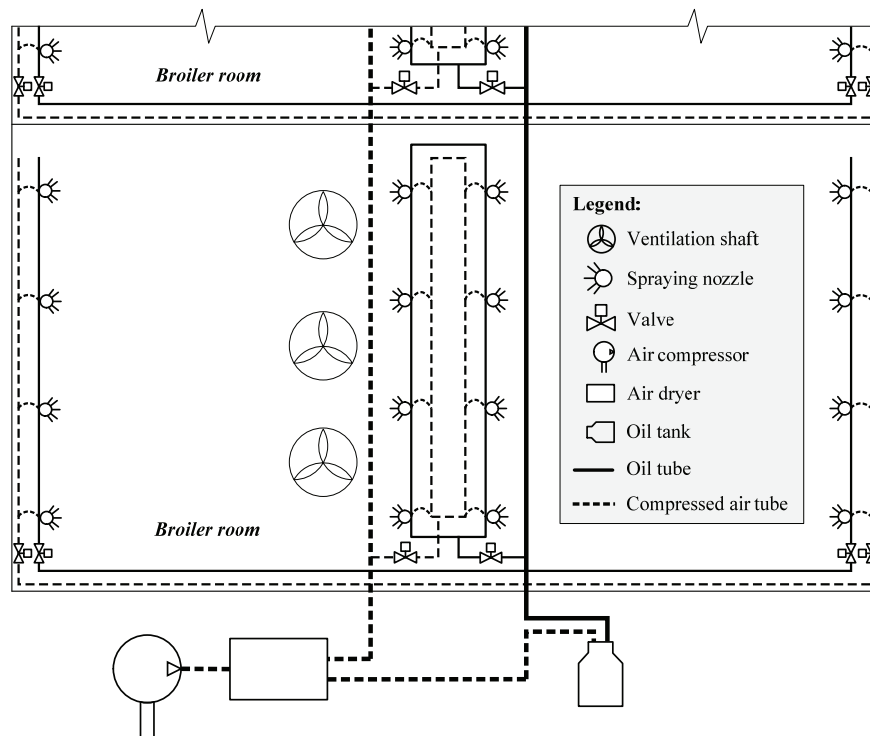 Broiler room
Legend:
Ventilation shaft
Spraying nozzle
Valve
Air compressor
Air dryer
Oil tank
Oil tube
Compressed air tube
Broiler room